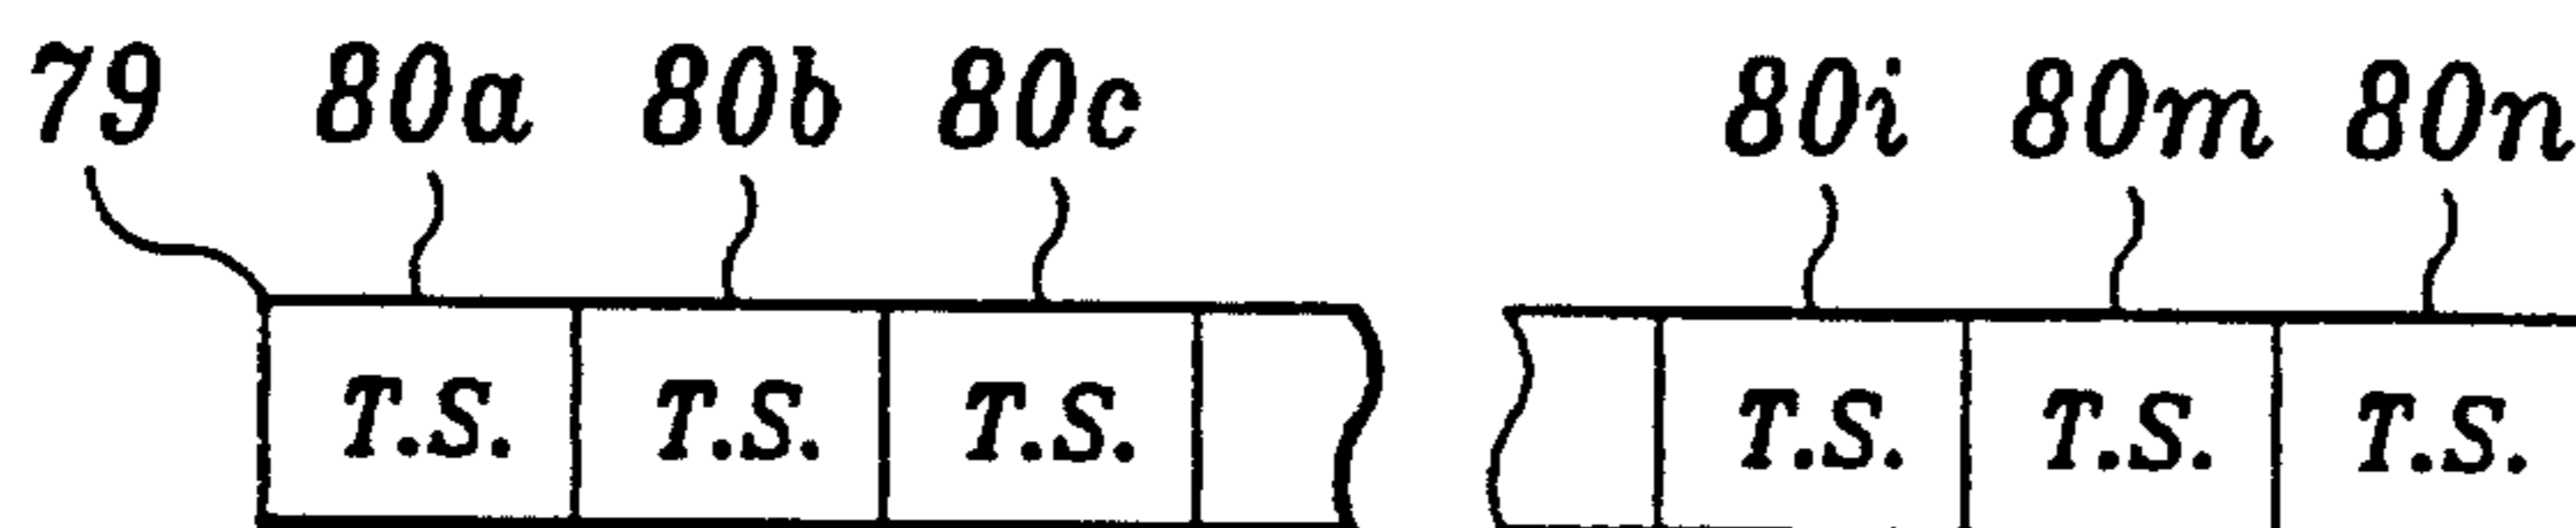 79 80a 80b 80c 80i 80m 80n
T.S. T.S. T.S. T.S. T.S. T.S.